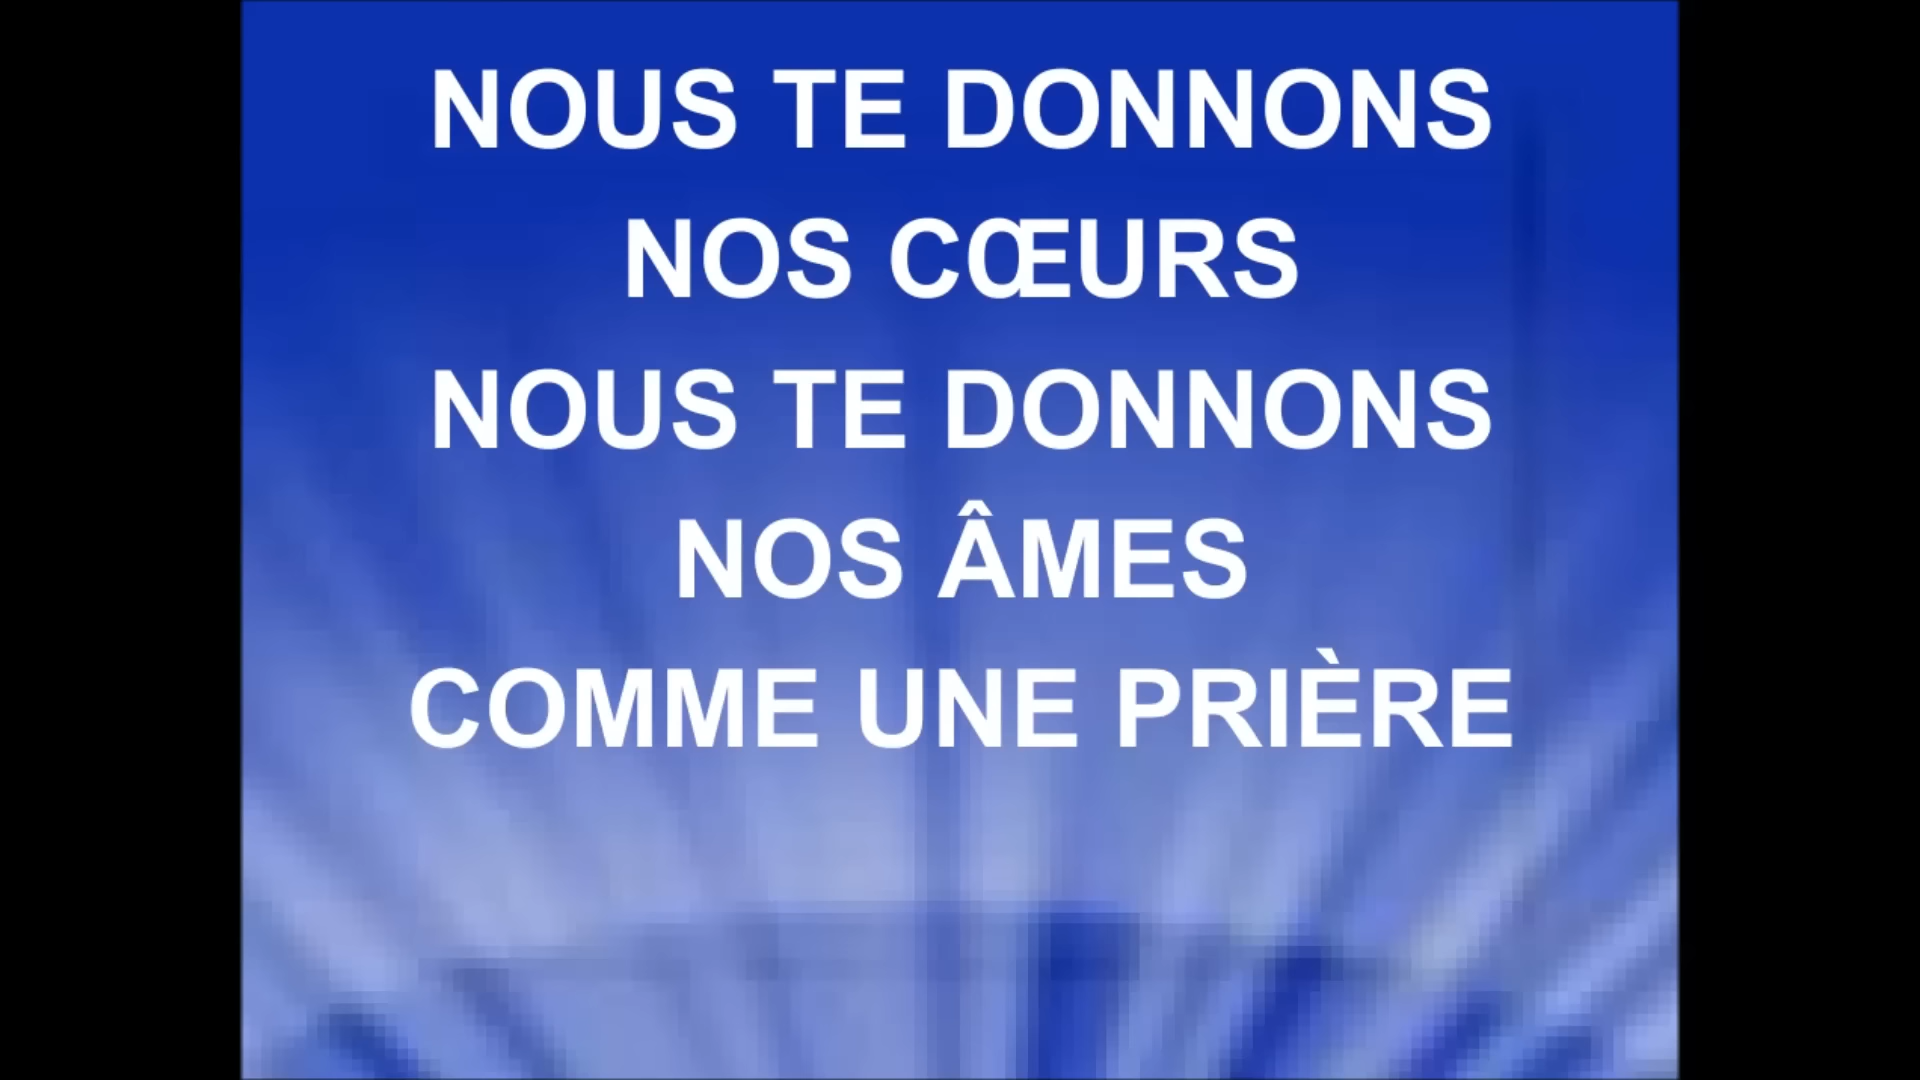 NOUS TE DONNONS
NOS CŒURS
NOUS TE DONNONS
NOS ÂMES
COMME UNE PRIÈRE